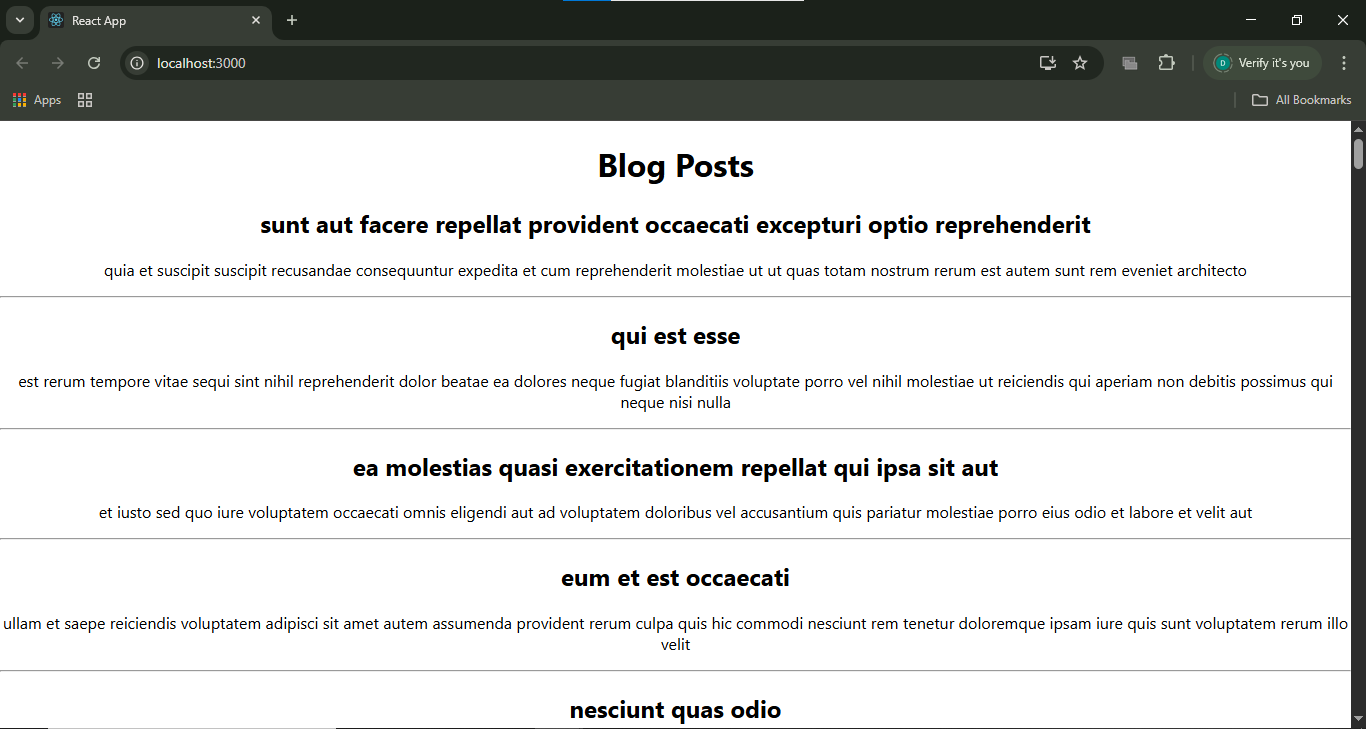 React App
localhost:3000
D
Verify it's you
Apps
All Bookmarks
Blog Posts
sunt aut facere repellat provident occaecati excepturi optio reprehenderit
quia et suscipit suscipit recusandae consequuntur expedita et cum reprehenderit molestiae ut ut quas totam nostrum rerum est autem sunt rem eveniet architecto
qui est esse
est rerum tempore vitae sequi sint nihil reprehenderit dolor beatae ea dolores neque fugiat blanditiis voluptate porro vel nihil molestiae ut reiciendis qui aperiam non debitis possimus qui
neque nisi nulla
ea molestias quasi exercitationem repellat qui ipsa sit aut
et iusto sed quo iure voluptatem occaecati omnis eligendi aut ad voluptatem doloribus vel accusantium quis pariatur molestiae porro eius odio et labore et velit aut
eum et est occaecati
ullam et saepe reiciendis voluptatem adipisci sit amet autem assumenda provident rerum culpa quis hic commodi nesciunt rem tenetur doloremque ipsam iure quis sunt voluptatem rerum illo
velit
nesciunt quas odio